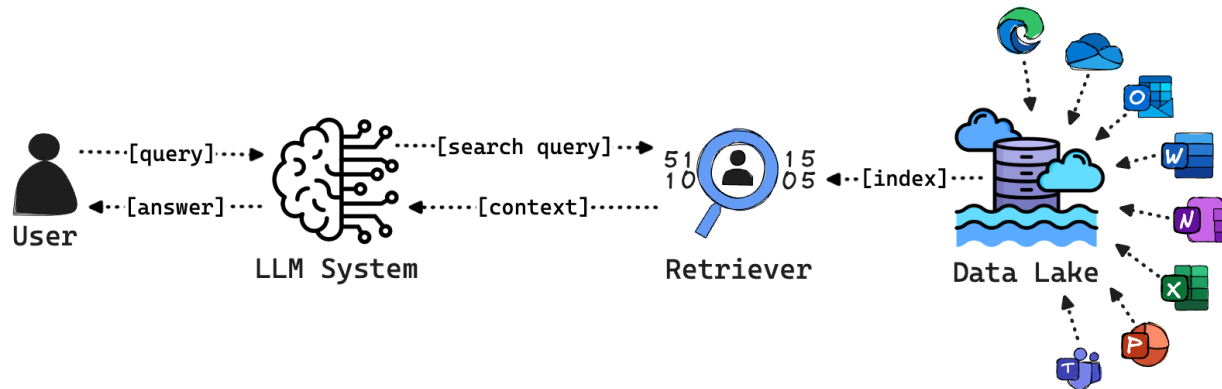 [query]
[answer]
User
LLM System
[search query]
[context]
51 15
10 05
Retriever
[index]
Data Lake
O
W
N
X
P
T